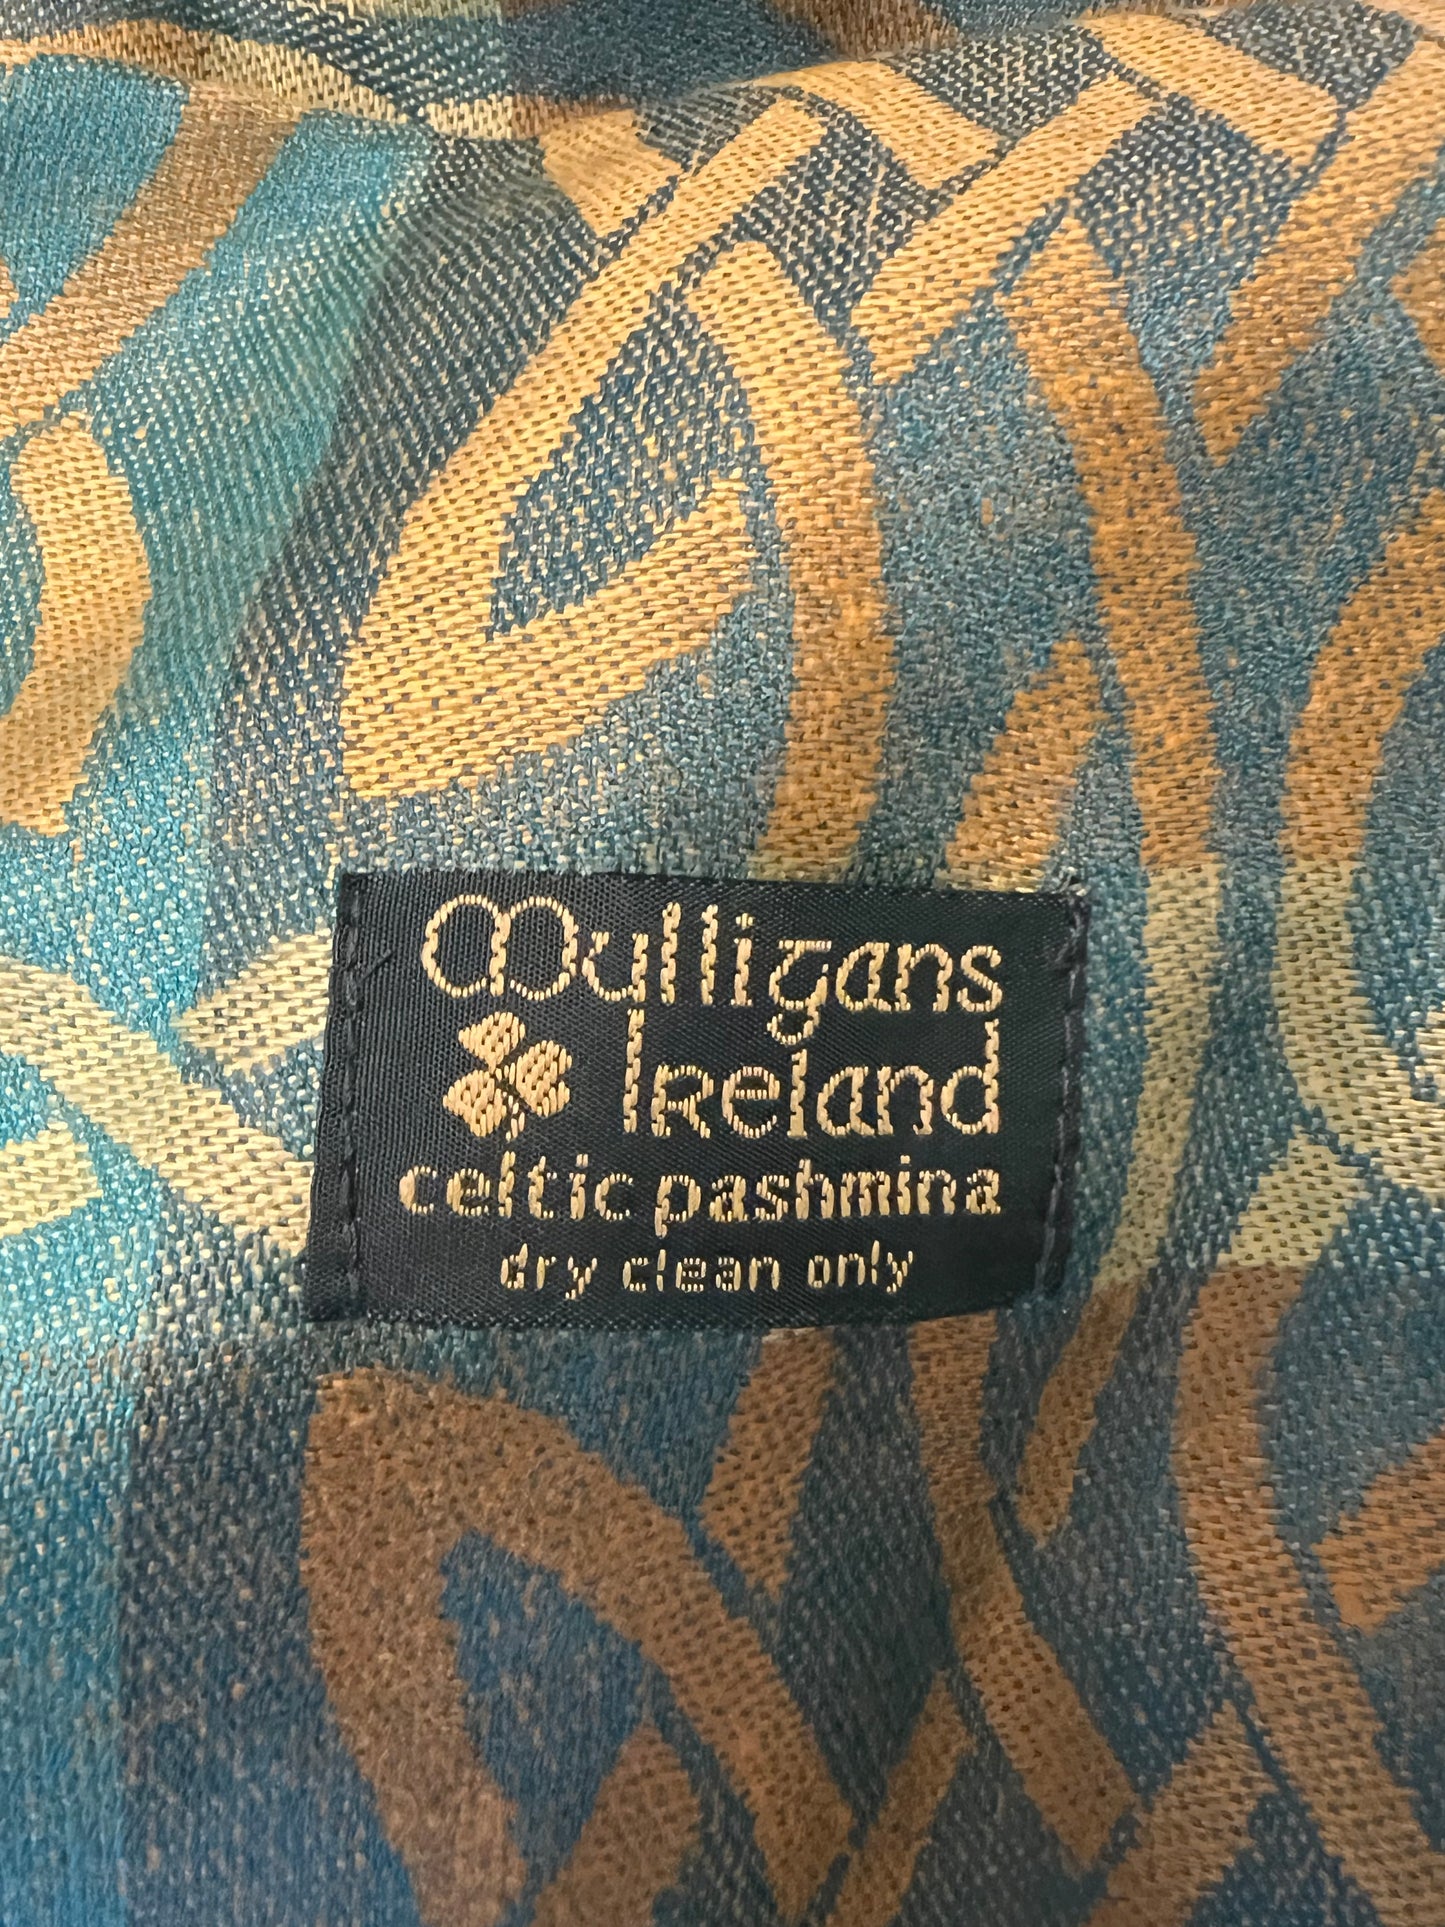 Mulligans
Ireland
celtic pashmina
dry clean only